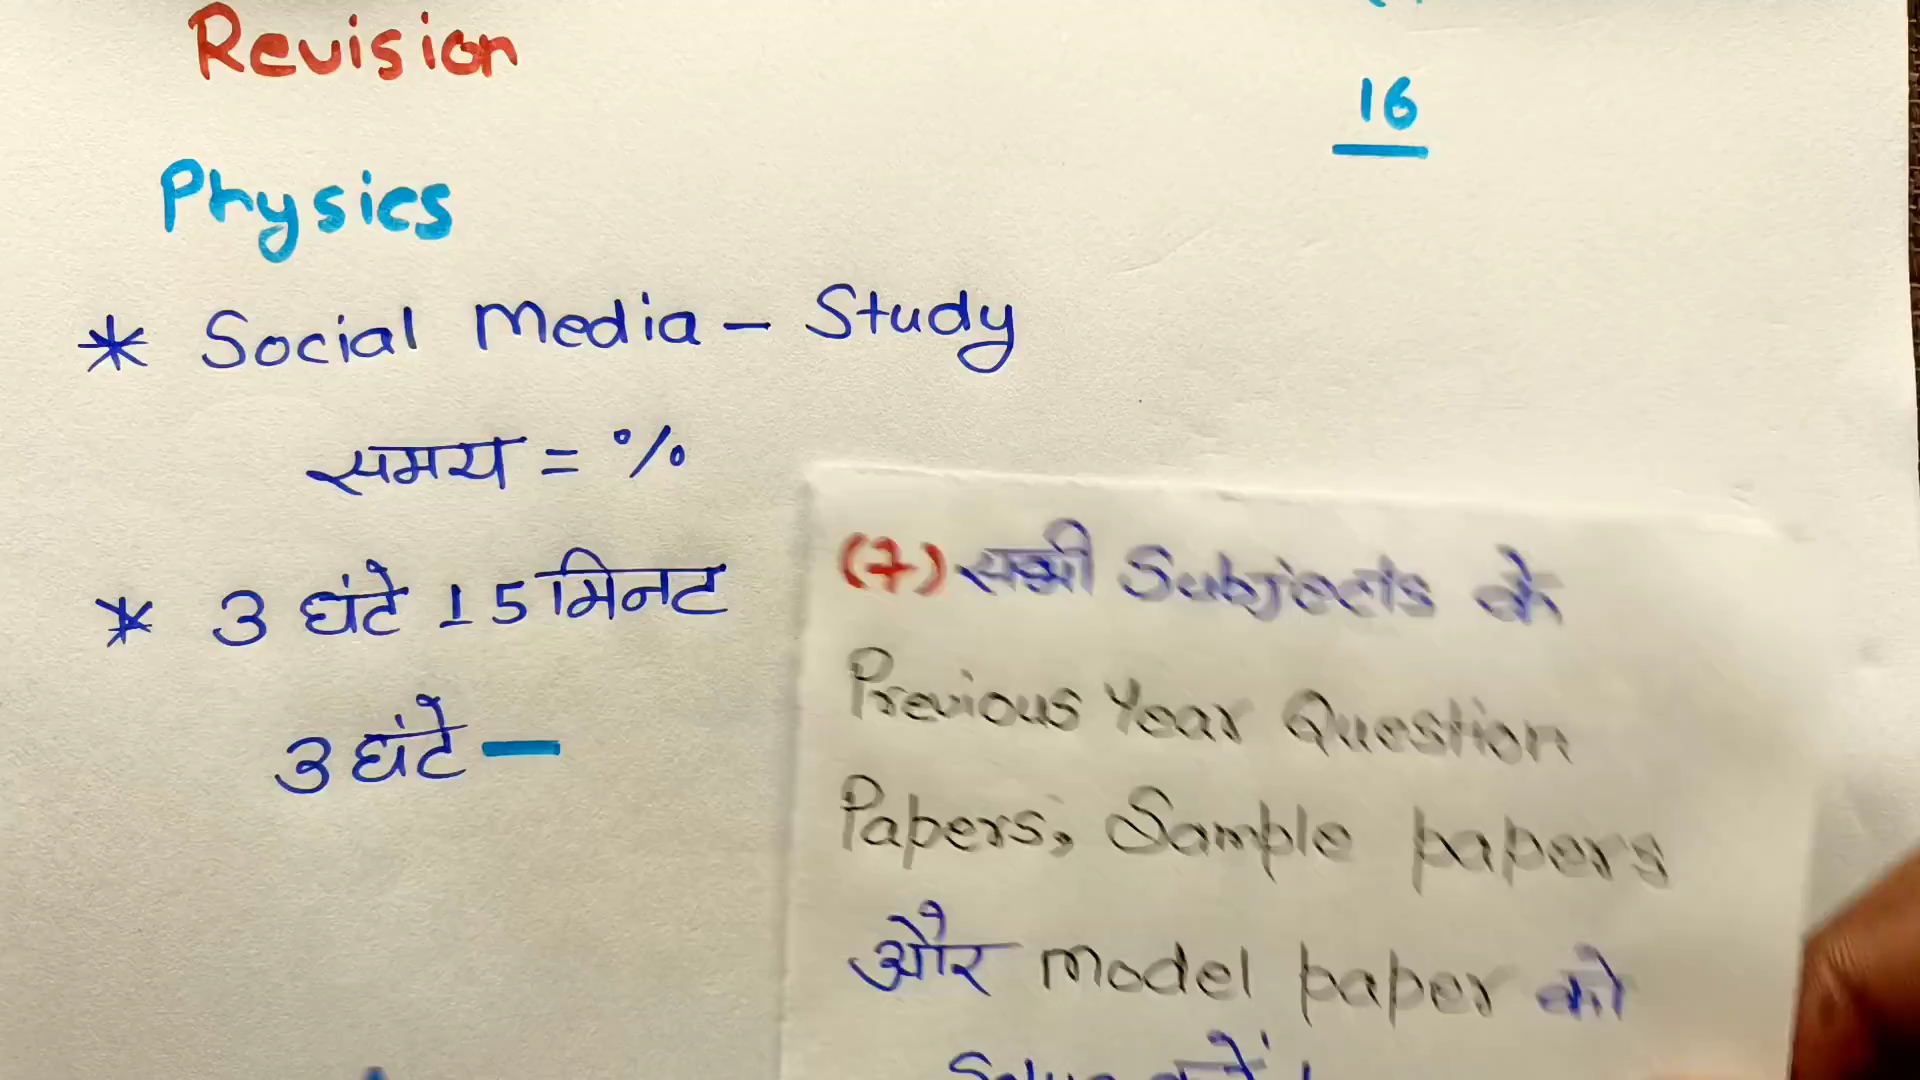 Revision
16
Physics
* Social Media - Study
समय = %
* 3 घंटे 15 मिनट
3 घंटे -
(7) सभी Subjects के
Previous Year Question
Papers, Sample papers
और model paper को